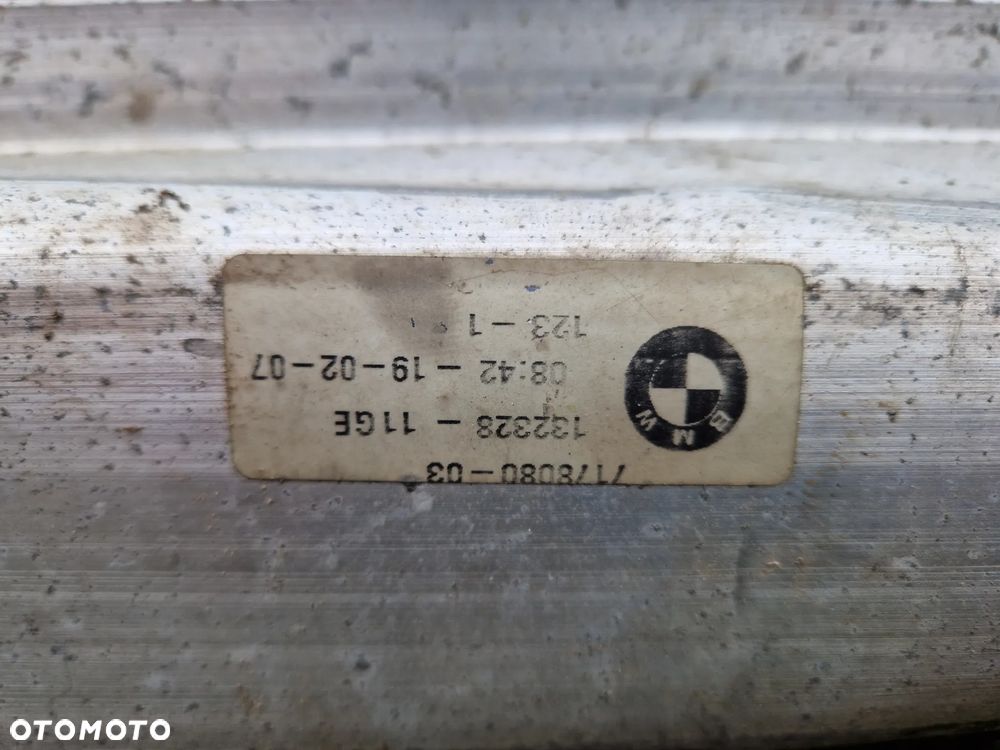 7178080-03
132328 - 11GE
08:42 - 19-02-07
123 - 1
BMW
OTOMOTO